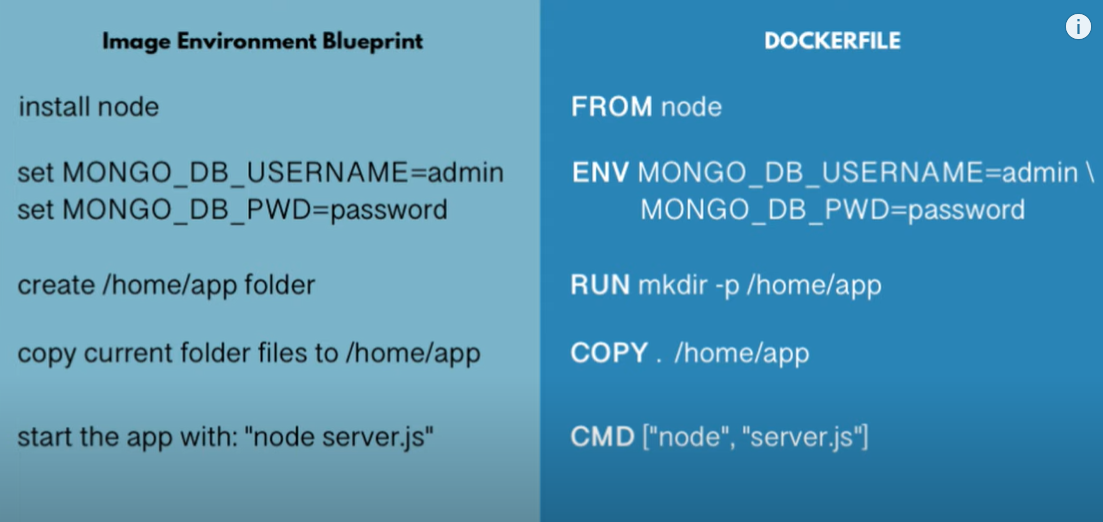 Image Environment Blueprint
install node
set MONGO_DB_USERNAME=admin
set MONGO_DB_PWD=password
create /home/app folder
copy current folder files to /home/app
start the app with: "node server.js"
DOCKERFILE
i
FROM node
ENV MONGO_DB_USERNAME=admin \
MONGO_DB_PWD=password
RUN mkdir -p /home/app
COPY . /home/app
CMD ["node", "server.js"]